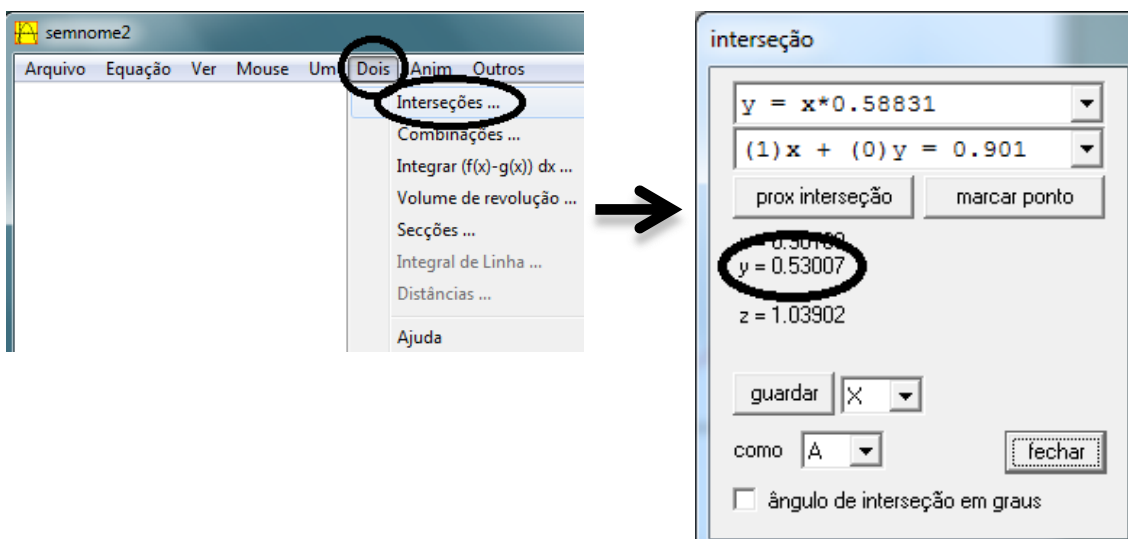 semnome2
Arquivo Equação Ver Mouse Um Dois Anim Outros
Interseções ...
Combinações ...
Integrar (f(x)-g(x)) dx ...
Volume de revolução ...
Secções ...
Integral de Linha ...
Distâncias ...
Ajuda
interseção
y = x*0.58831
(1)x + (0)y = 0.901
prox interseção marcar ponto
y = 0.53007
z = 1.03902
guardar X
como A fechar
ângulo de interseção em graus